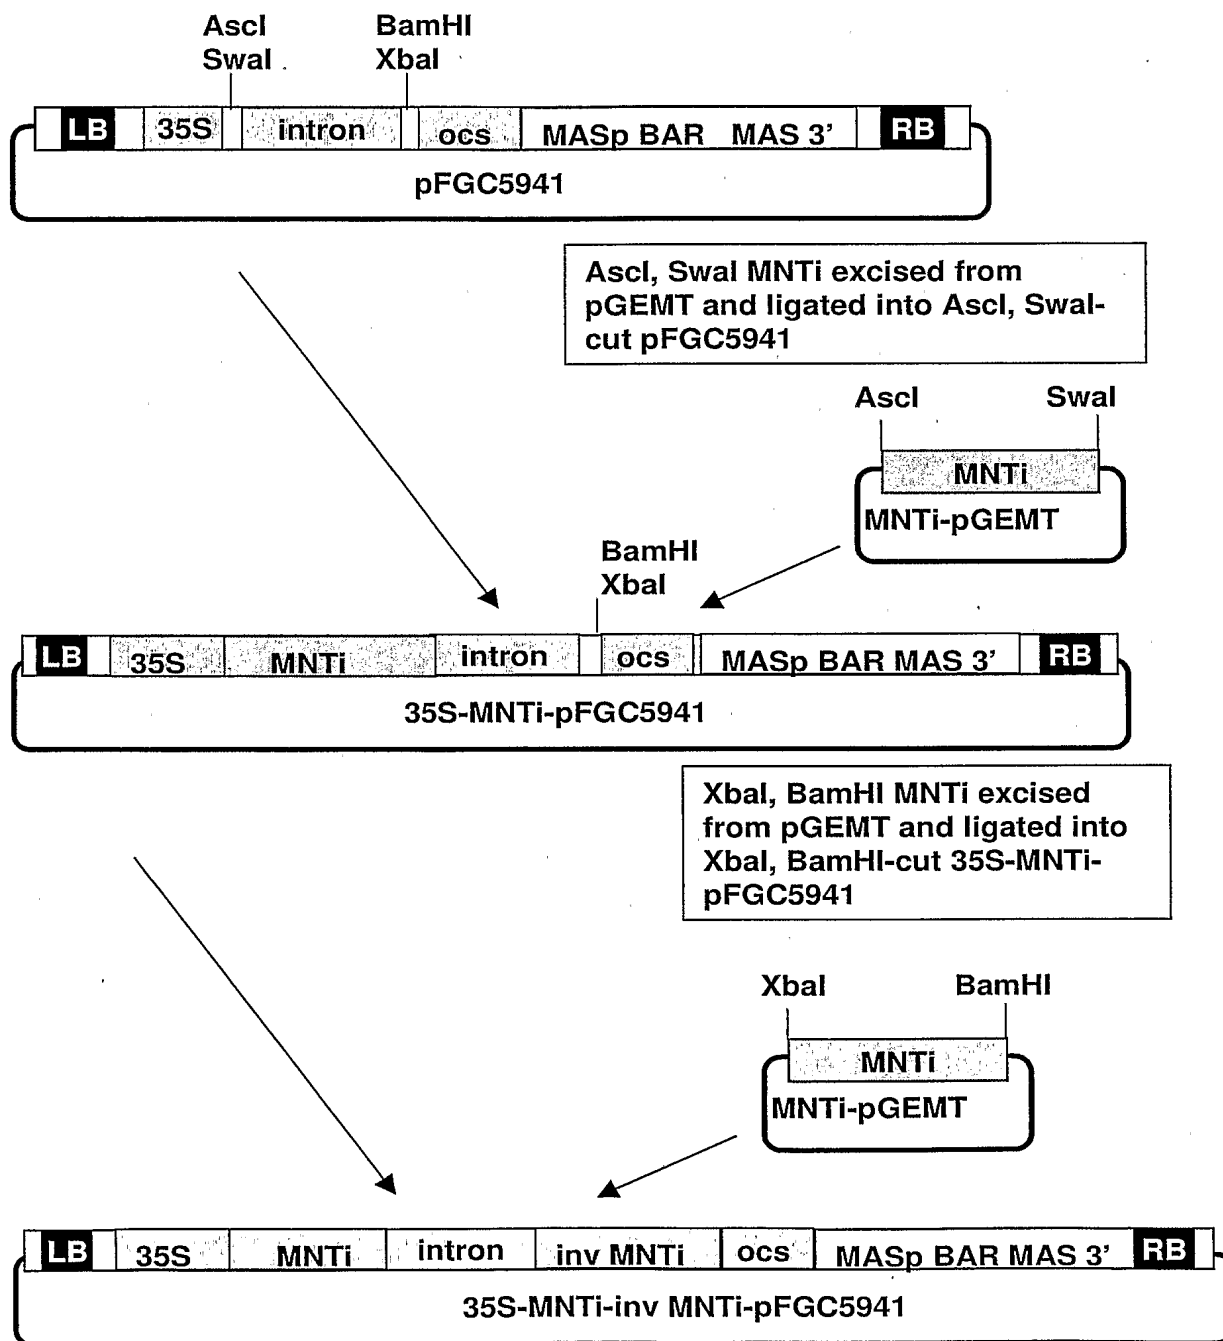 AscI BamHI
SwaI XbaI
LB 35S intron ocs MASp BAR MAS 3’ RB
pFGC5941
AscI, SwaI MNTi excised from
pGEMT and ligated into AscI, SwaI-
cut pFGC5941
AscI SwaI
MNTi
MNTi-pGEMT
BamHI
XbaI
LB 35S MNTi intron ocs MASp BAR MAS 3’ RB
35S-MNTi-pFGC5941
XbaI, BamHI MNTi excised
from pGEMT and ligated into
XbaI, BamHI-cut 35S-MNTi-
pFGC5941
XbaI BamHI
MNTi
MNTi-pGEMT
LB 35S MNTi intron inv MNTi ocs MASp BAR MAS 3’ RB
35S-MNTi-inv MNTi-pFGC5941